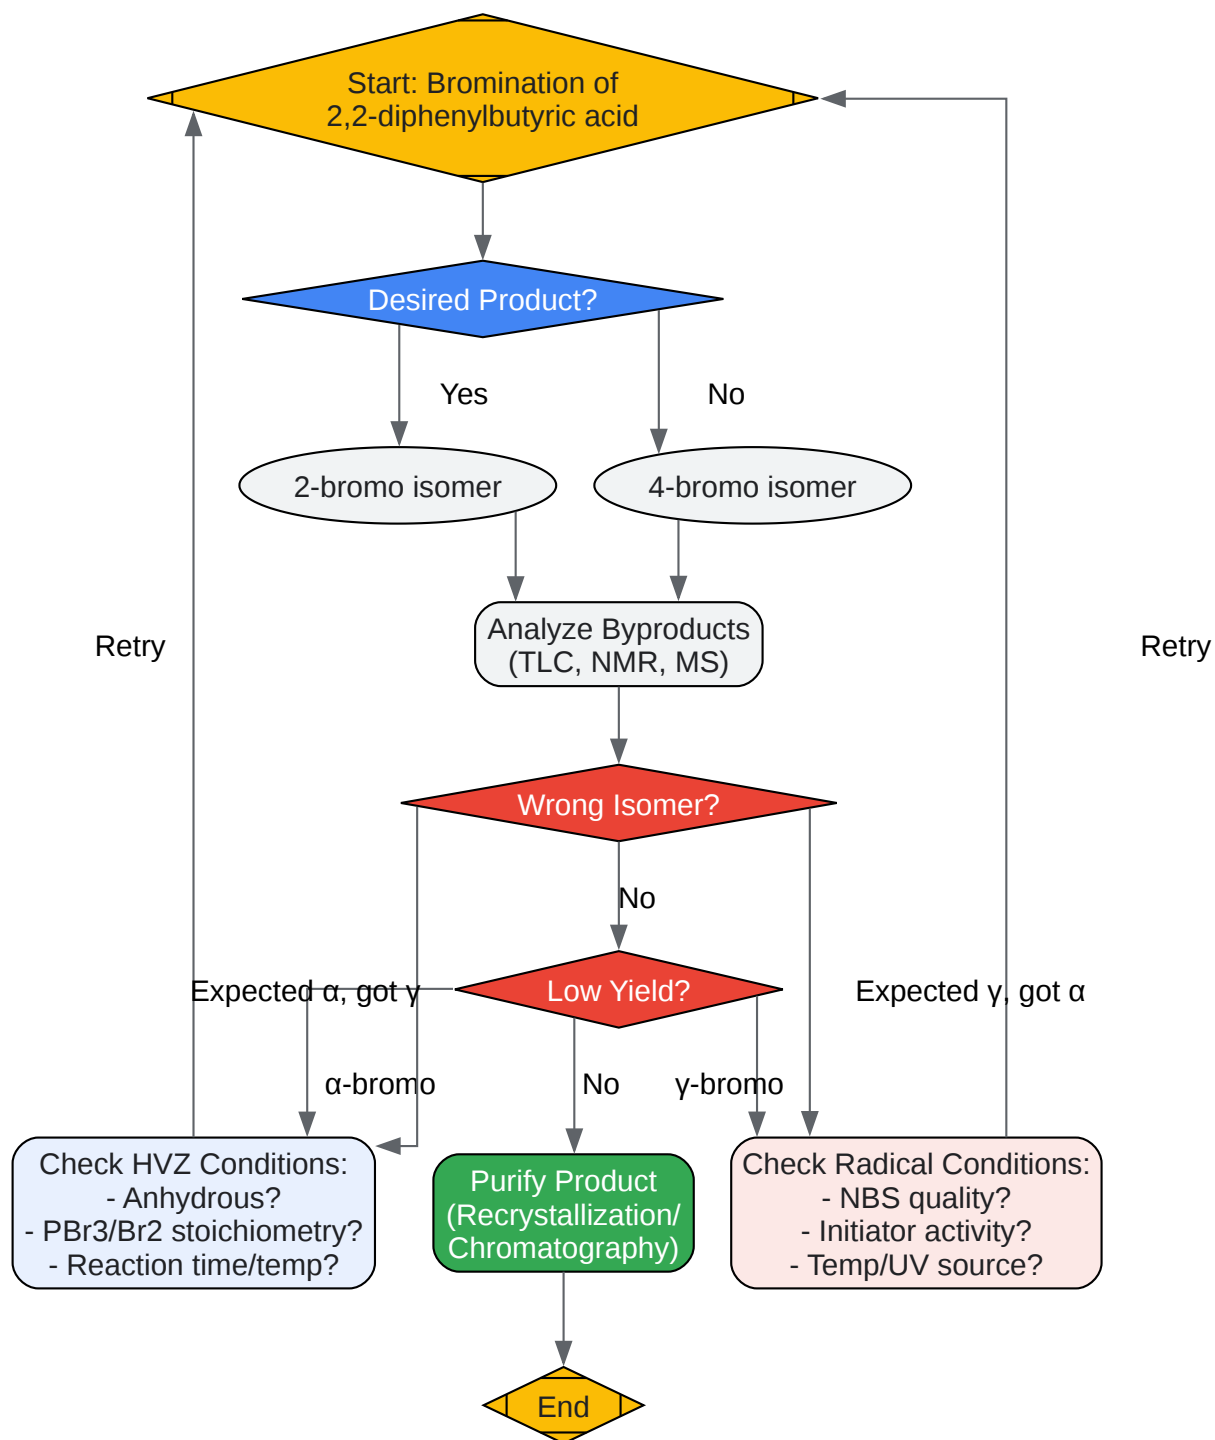 Start: Bromination of
2,2-diphenylbutyric acid
Desired Product?
Yes
No
2-bromo isomer
4-bromo isomer
Analyze Byproducts
(TLC, NMR, MS)
Retry
Retry
Wrong Isomer?
No
Expected α, got γ
Low Yield?
Expected γ, got α
α-bromo
No
γ-bromo
Check HVZ Conditions:
- Anhydrous?
- PBr3/Br2 stoichiometry?
- Reaction time/temp?
Purify Product
(Recrystallization/
Chromatography)
Check Radical Conditions:
- NBS quality?
- Initiator activity?
- Temp/UV source?
End